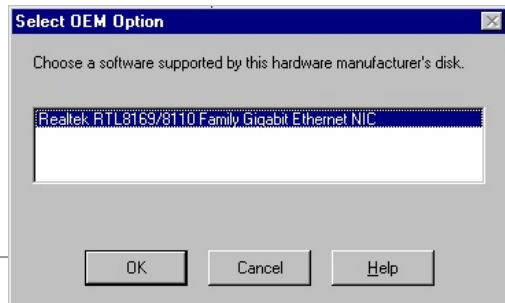 Select OEM Option
Choose a software supported by this hardware manufacturer's disk.
Realtek RTL8169/8110 Family Gigabit Ethernet NIC
OK
Cancel
Help